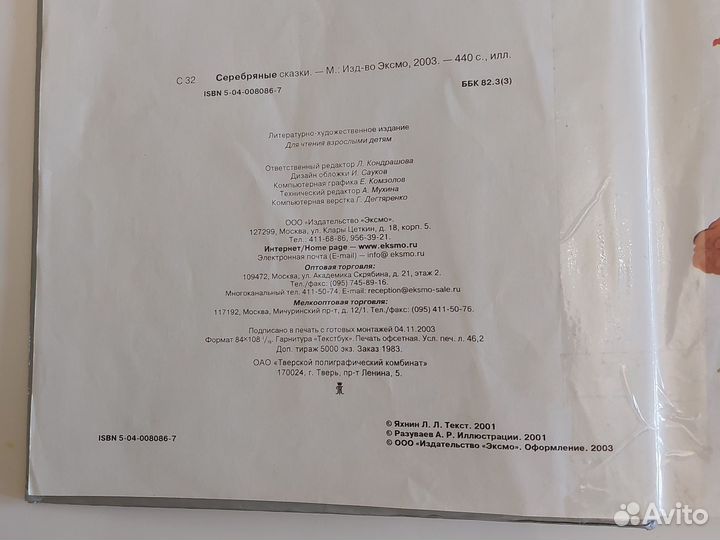 С 32 Серебряные сказки. — М.: Изд-во Эксмо, 2003. — 440 с., илл.
ISBN 5-04-008086-7 ББК 82.3(3)
Литературно-художественное издание
Для чтения взрослыми детям
Ответственный редактор Л. Кондрашова
Дизайн обложки И. Сауков
Компьютерная графика Е. Комзолов
Технический редактор А. Мухина
Компьютерная верстка Г. Дегтяренко
ООО «Издательство «Эксмо».
127299, Москва, ул. Клары Цеткин, д. 18, корп. 5.
Тел.: 411-68-86, 956-39-21.
Интернет/Home page — www.eksmo.ru
Электронная почта (E-mail) — info@ eksmo.ru
Оптовая торговля:
109472, Москва, ул. Академика Скрябина, д. 21, этаж 2.
Тел./факс: (095) 745-89-16.
Многоканальный тел. 411-50-74. E-mail: reception@eksmo-sale.ru
Мелкооптовая торговля:
117192, Москва, Мичуринский пр-т, д. 12/1. Тел./факс: (095) 411-50-76.
Подписано в печать с готовых монтажей 04.11.2003
Формат 84×108 1/16. Гарнитура «Текстбук». Печать офсетная. Усл. печ. л. 46,2
Доп. тираж 5000 экз. Заказ 1983.
ОАО «Тверской полиграфический комбинат»
170024, г. Тверь, пр-т Ленина, 5.
© Яхнин Л. Л. Текст. 2001
© Разуваев А. Р. Иллюстрации. 2001
ISBN 5-04-008086-7 © ООО «Издательство «Эксмо». Оформление. 2003
Avito